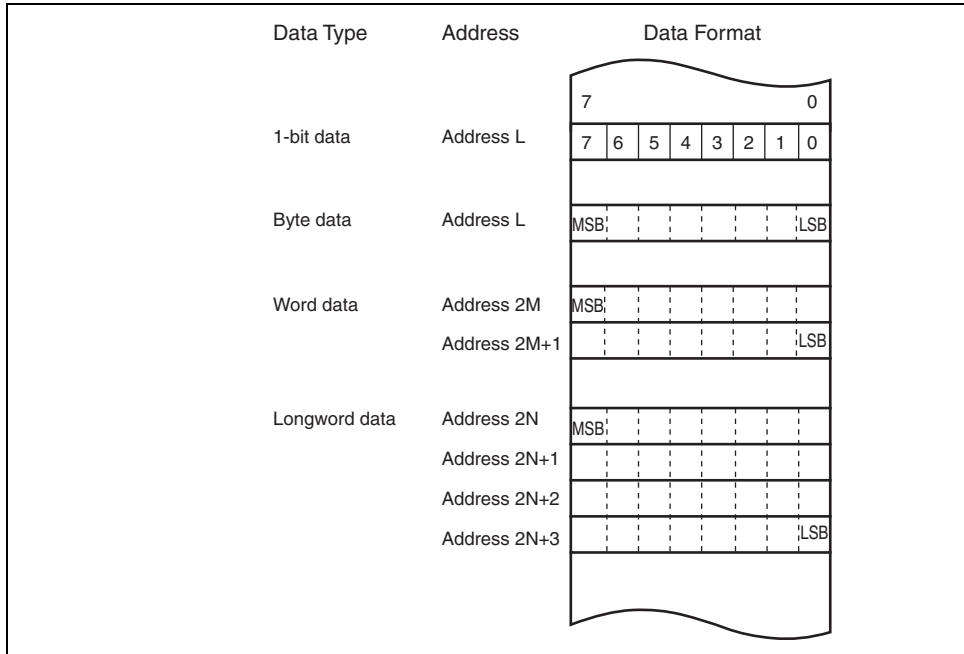 Data Type Address Data Format
7 0
1-bit data Address L 7 6 5 4 3 2 1 0
Byte data Address L MSB LSB
Word data Address 2M MSB
Address 2M+1 LSB
Longword data Address 2N MSB
Address 2N+1
Address 2N+2
Address 2N+3 LSB